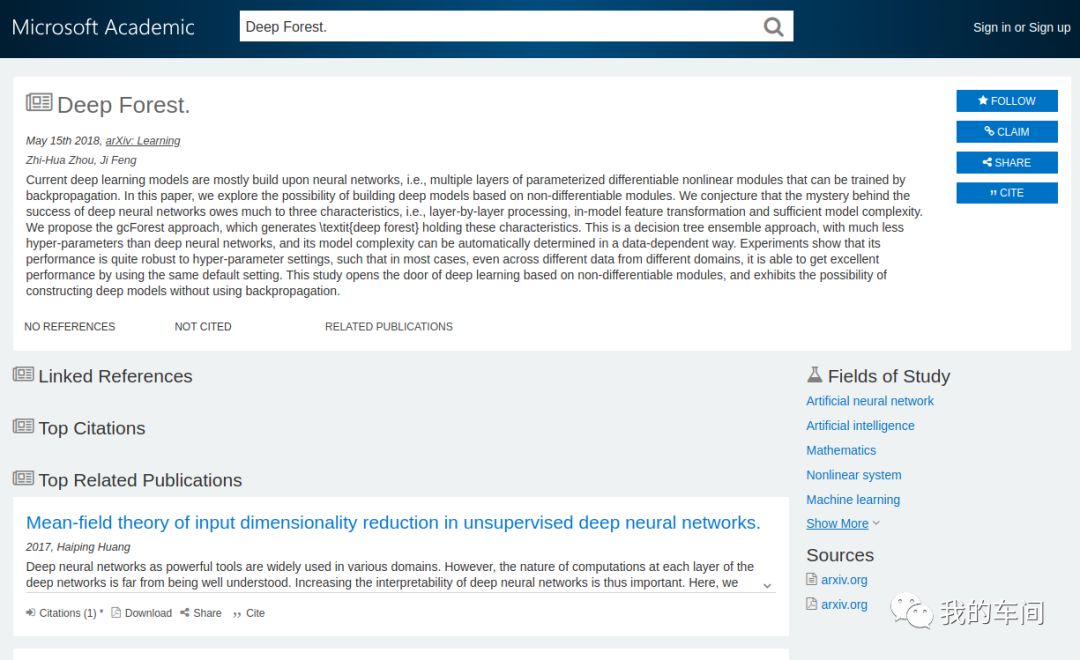 Microsoft Academic
Deep Forest.
Sign in or Sign up
Deep Forest.
FOLLOW
CLAIM
SHARE
CITE
May 15th 2018, arXiv: Learning
Zhi-Hua Zhou, Ji Feng
Current deep learning models are mostly build upon neural networks, i.e., multiple layers of parameterized differentiable nonlinear modules that can be trained by
backpropagation. In this paper, we explore the possibility of building deep models based on non-differentiable modules. We conjecture that the mystery behind the
success of deep neural networks owes much to three characteristics, i.e., layer-by-layer processing, in-model feature transformation and sufficient model complexity.
We propose the gcForest approach, which generates \textit{deep forest} holding these characteristics. This is a decision tree ensemble approach, with much less
hyper-parameters than deep neural networks, and its model complexity can be automatically determined in a data-dependent way. Experiments show that its
performance is quite robust to hyper-parameter settings, such that in most cases, even across different data from different domains, it is able to get excellent
performance by using the same default setting. This study opens the door of deep learning based on non-differentiable modules, and exhibits the possibility of
constructing deep models without using backpropagation.
NO REFERENCES NOT CITED RELATED PUBLICATIONS
Linked References
Top Citations
Top Related Publications
Mean-field theory of input dimensionality reduction in unsupervised deep neural networks.
2017, Haiping Huang
Deep neural networks as powerful tools are widely used in various domains. However, the nature of computations at each layer of the
deep networks is far from being well understood. Increasing the interpretability of deep neural networks is thus important. Here, we
Citations (1) * Download Share Cite
Fields of Study
Artificial neural network
Artificial intelligence
Mathematics
Nonlinear system
Machine learning
Show More
Sources
arxiv.org
arxiv.org
我的车间